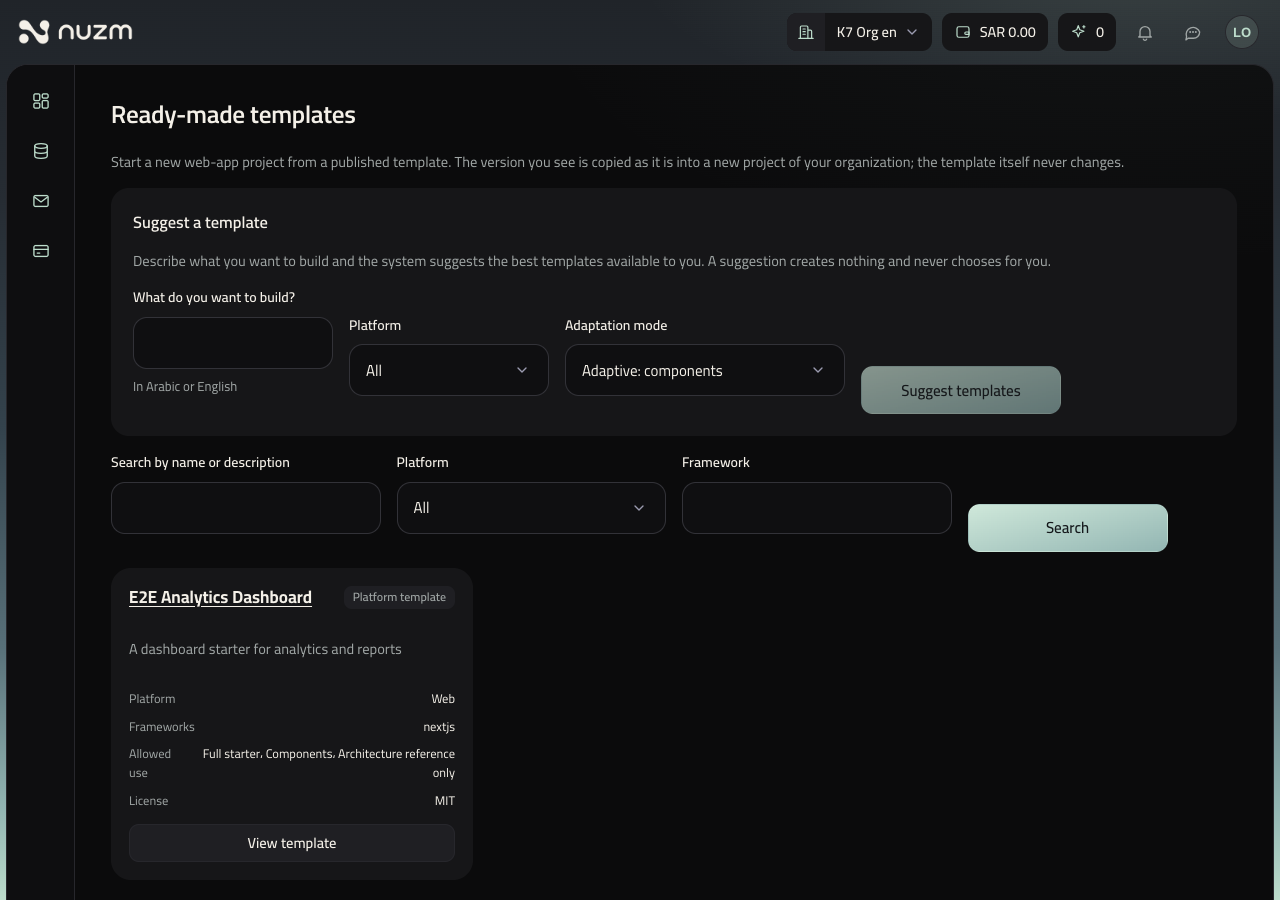 nuzm
K7 Org en
SAR 0.00
0
LO
Ready-made templates
Start a new web-app project from a published template. The version you see is copied as it is into a new project of your organization; the template itself never changes.
Suggest a template
Describe what you want to build and the system suggests the best templates available to you. A suggestion creates nothing and never chooses for you.
What do you want to build?
In Arabic or English
Platform
All
Adaptation mode
Adaptive: components
Suggest templates
Search by name or description
Platform
All
Framework
Search
E2E Analytics Dashboard
Platform template
A dashboard starter for analytics and reports
Platform Web
Frameworks nextjs
Allowed use Full starter، Components، Architecture reference only
License MIT
View template